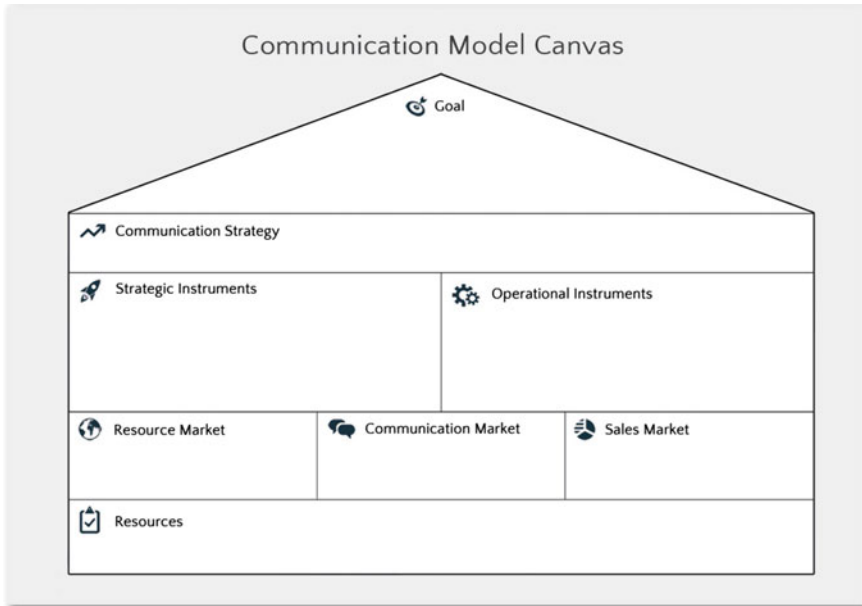 Communication Model Canvas
Goal
Communication Strategy
Strategic Instruments
Operational Instruments
Resource Market
Communication Market
Sales Market
Resources